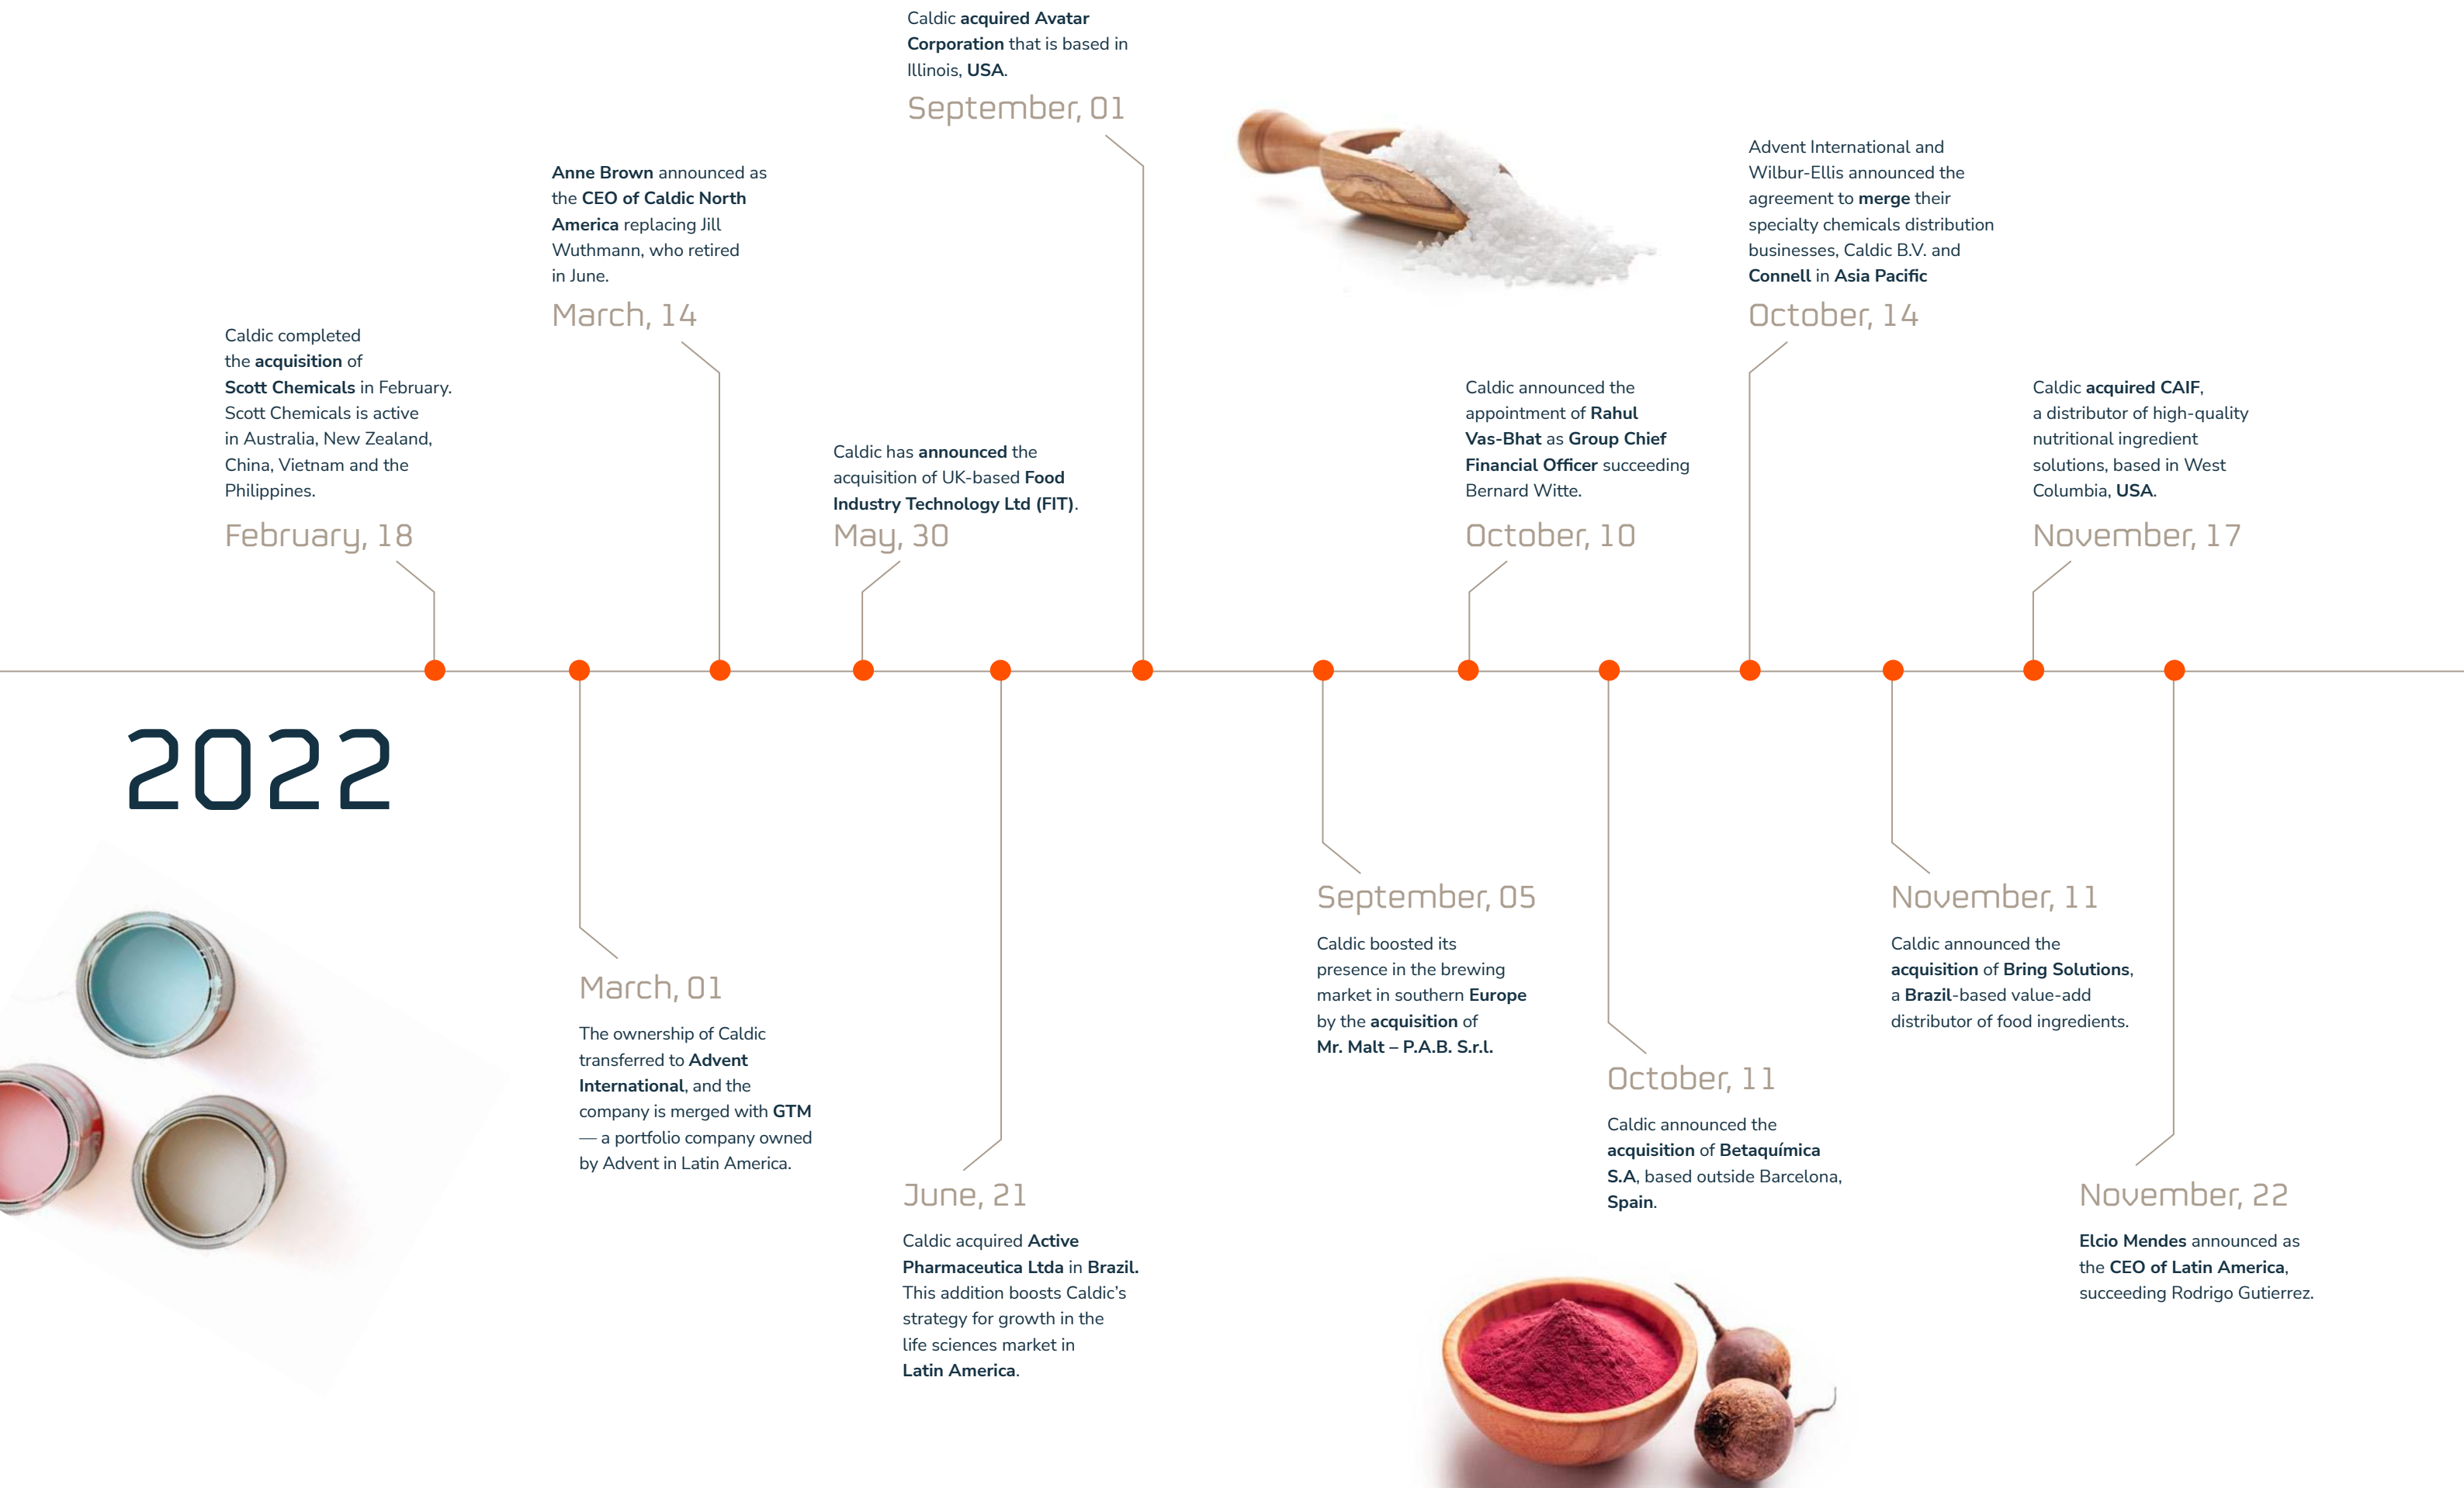 Caldic acquired Avatar
Corporation that is based in
Illinois, USA.
September, 01
Anne Brown announced as
the CEO of Caldic North
America replacing Jill
Wuthmann, who retired
in June.
March, 14
Advent International and
Wilbur-Ellis announced the
agreement to merge their
specialty chemicals distribution
businesses, Caldic B.V. and
Connell in Asia Pacific
October, 14
Caldic completed
the acquisition of
Scott Chemicals in February.
Scott Chemicals is active
in Australia, New Zealand,
China, Vietnam and the
Philippines.
February, 18
Caldic has announced the
acquisition of UK-based Food
Industry Technology Ltd (FIT).
May, 30
Caldic announced the
appointment of Rahul
Vas-Bhat as Group Chief
Financial Officer succeeding
Bernard Witte.
October, 10
Caldic acquired CAIF,
a distributor of high-quality
nutritional ingredient
solutions, based in West
Columbia, USA.
November, 17
2022
March, 01
The ownership of Caldic
transferred to Advent
International, and the
company is merged with GTM
— a portfolio company owned
by Advent in Latin America.
June, 21
Caldic acquired Active
Pharmaceutica Ltda in Brazil.
This addition boosts Caldic’s
strategy for growth in the
life sciences market in
Latin America.
September, 05
Caldic boosted its
presence in the brewing
market in southern Europe
by the acquisition of
Mr. Malt – P.A.B. S.r.l.
October, 11
Caldic announced the
acquisition of Betaquímica
S.A, based outside Barcelona,
Spain.
November, 11
Caldic announced the
acquisition of Bring Solutions,
a Brazil-based value-add
distributor of food ingredients.
November, 22
Elcio Mendes announced as
the CEO of Latin America,
succeeding Rodrigo Gutierrez.